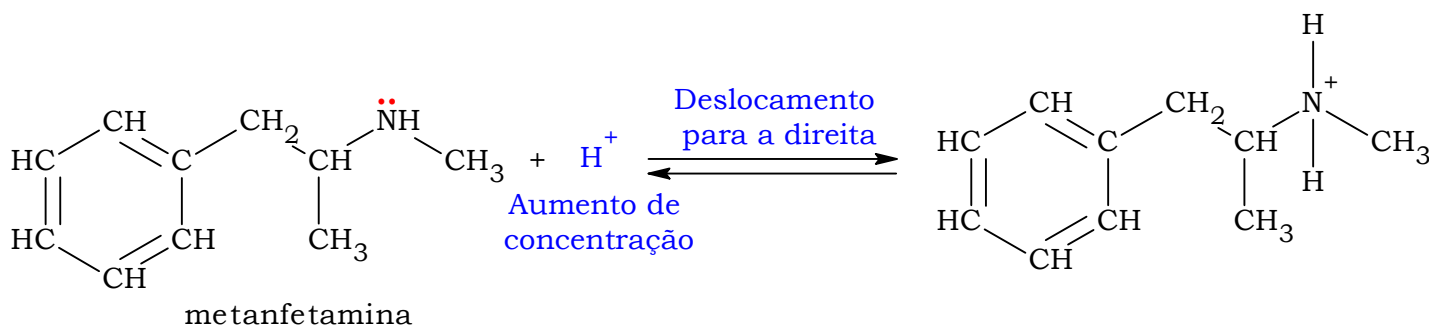 H
CH
CH₂
NH
Deslocamento
para a direita
CH
CH₂
N⁺
HC
CH
CH₃
+
H⁺
HC
CH
CH₃
Aumento de
concentração
H
HC
CH
CH₃
HC
CH
CH₃
CH
CH
metanfetamina